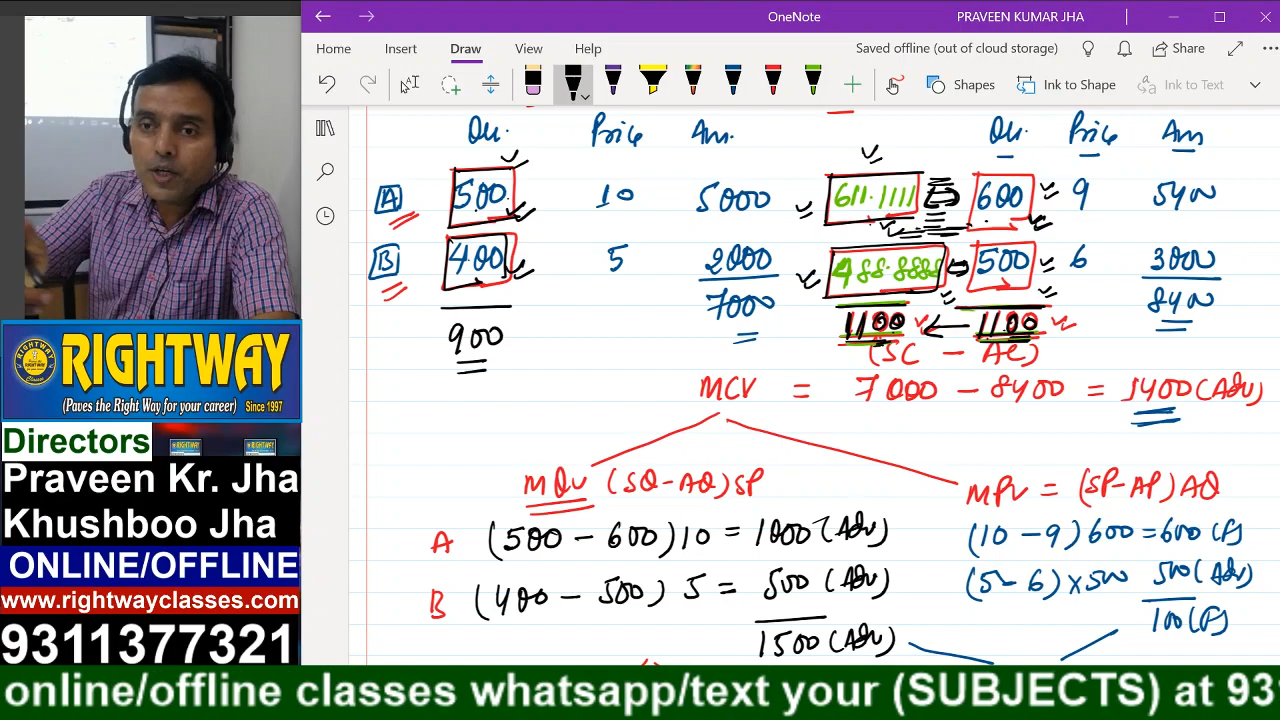 OneNote
PRAVEEN KUMAR JHA
Home Insert Draw View Help
Saved offline (out of cloud storage)
Share
Shapes Ink to Shape Ink to Text
Qu. Price Am. Qu. Price Am
A 500 10 5000 611.1111 600 9 5400
B 400 5 2000 488.8888 500 6 3000
7000 8400
900 1100 ← 1100
(SC - AC)
MCV = 7000 - 8400 = 1400 (Adv)
MQV (SQ-AQ)SP
MPV = (SP-AP)AQ
A (500 - 600)10 = 1000 (Adv)
(10 - 9) 600 = 600 (F)
B (400 - 500) 5 = 500 (Adv)
(5 - 6) x 500 500 (Adv)
1500 (Adv)
100 (F)
RIGHTWAY
(Paves the Right Way for your career) Since 1997
Directors
Praveen Kr. Jha
Khushboo Jha
ONLINE/OFFLINE
www.rightwayclasses.com
9311377321
online/offline classes whatsapp/text your (SUBJECTS) at 93